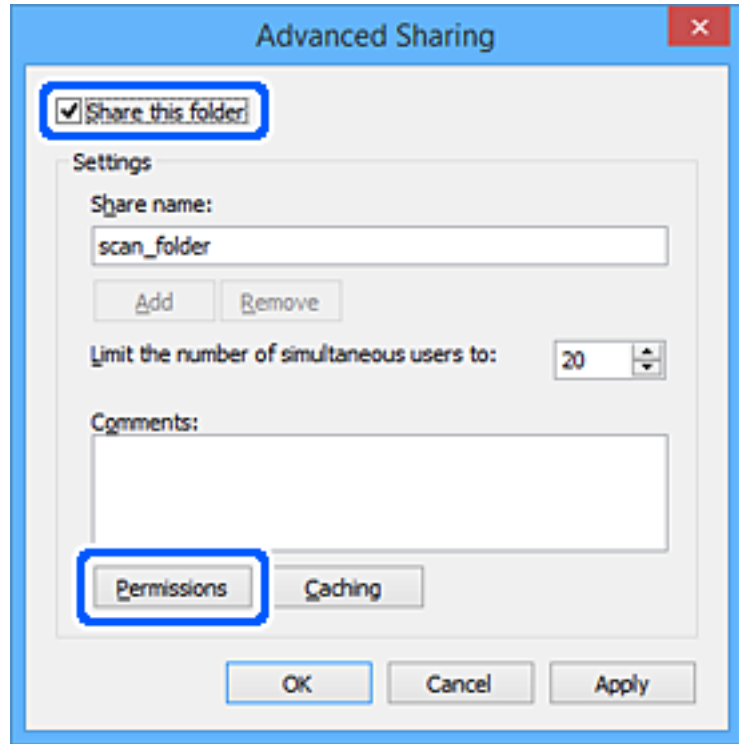 Advanced Sharing
Share this folder
Settings
Share name:
scan_folder
Add Remove
Limit the number of simultaneous users to: 20
Comments:
Permissions Caching
OK Cancel Apply